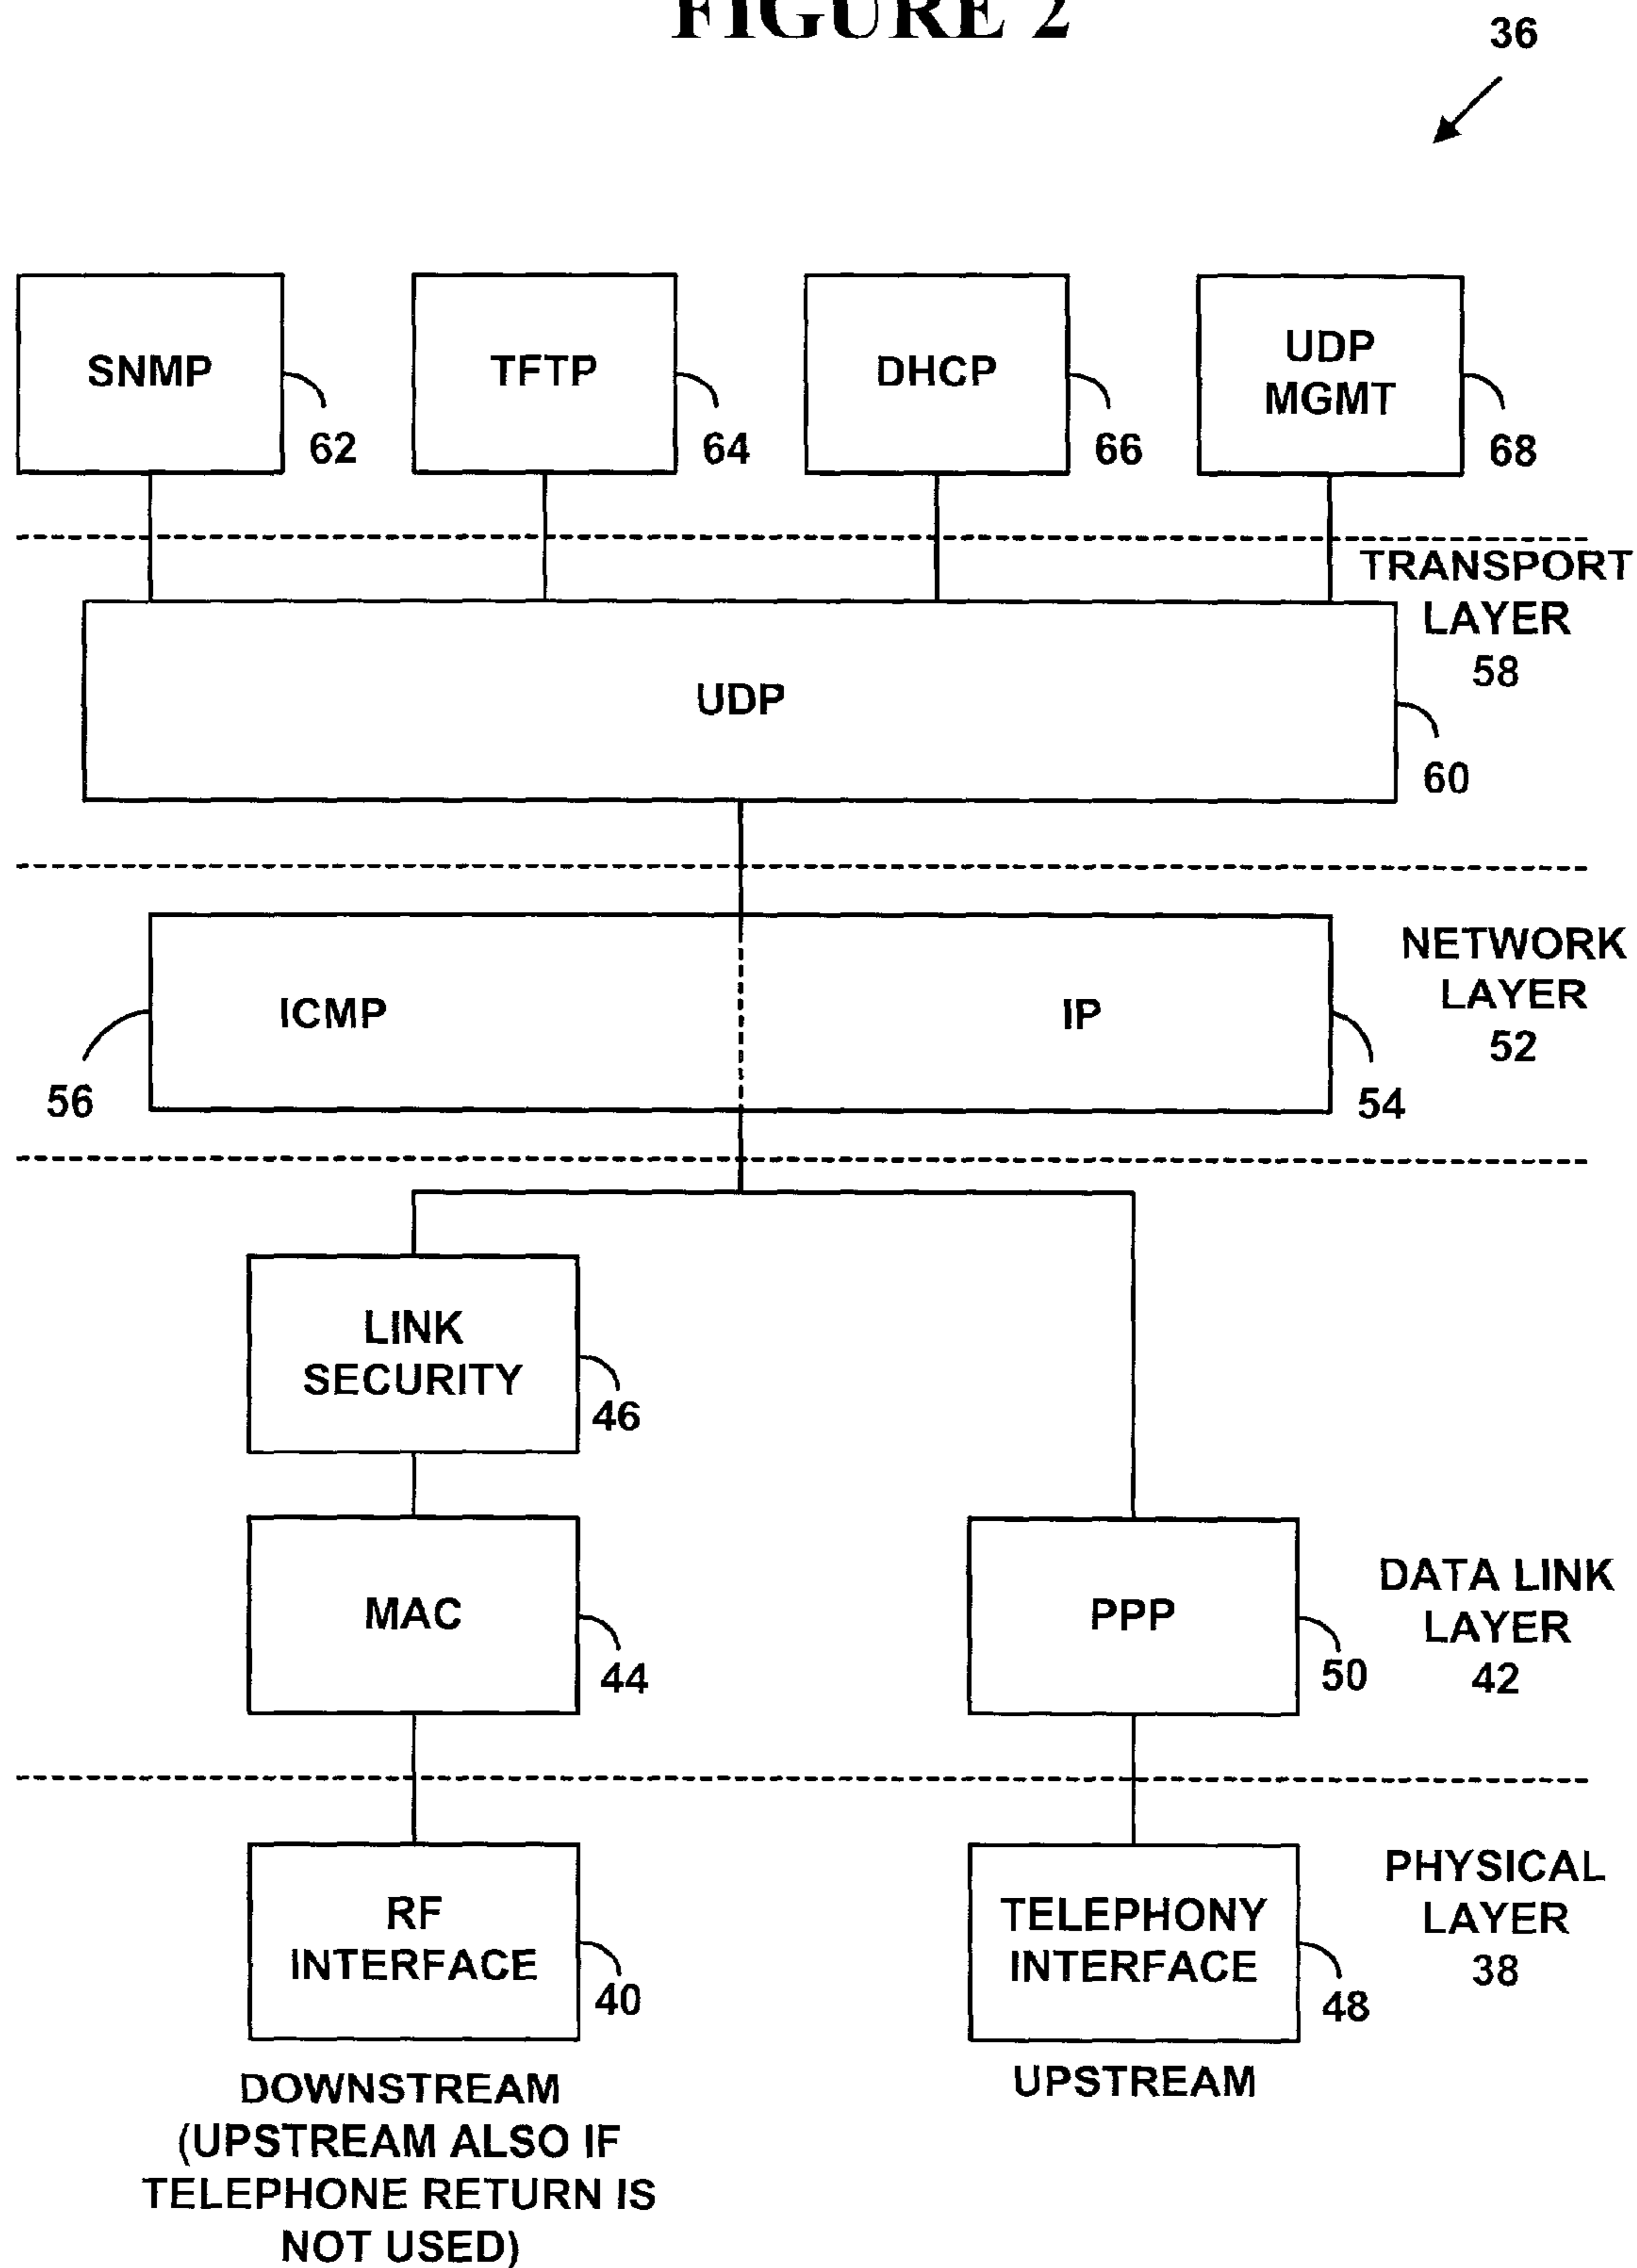 FIGURE 2
36
SNMP
62
TFTP
64
DHCP
66
UDP
MGMT
68
TRANSPORT
LAYER
58
UDP
60
NETWORK
LAYER
52
ICMP
56
IP
54
LINK
SECURITY
46
MAC
44
PPP
50
DATA LINK
LAYER
42
RF
INTERFACE
40
TELEPHONY
INTERFACE
48
PHYSICAL
LAYER
38
DOWNSTREAM
(UPSTREAM ALSO IF
TELEPHONE RETURN IS
NOT USED)
UPSTREAM